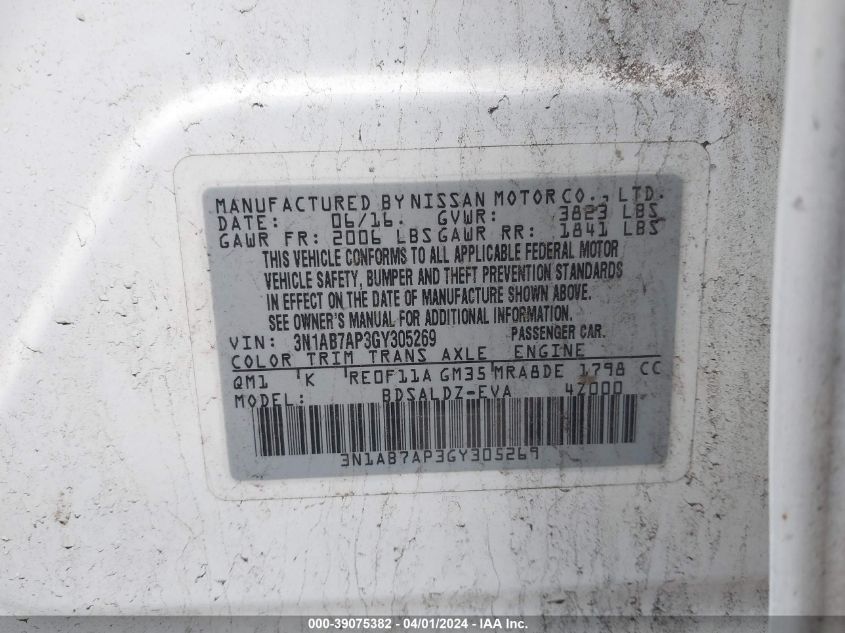 MANUFACTURED BY NISSAN MOTOR CO., LTD.
DATE: 06/16. GVWR: 3823 LBS
GAWR FR: 2006 LBS GAWR RR: 1841 LBS
THIS VEHICLE CONFORMS TO ALL APPLICABLE FEDERAL MOTOR
VEHICLE SAFETY, BUMPER AND THEFT PREVENTION STANDARDS
IN EFFECT ON THE DATE OF MANUFACTURE SHOWN ABOVE.
SEE OWNER'S MANUAL FOR ADDITIONAL INFORMATION.
VIN: 3N1AB7AP3GY305269 PASSENGER CAR.
COLOR TRIM TRANS AXLE ENGINE
QM1 K RE0F11A GM35 MRA8DE 1798 CC
MODEL: BDSALDZ-EVA 4Z000
3N1AB7AP3GY305269
000-39075382 - 04/01/2024 - IAA Inc.